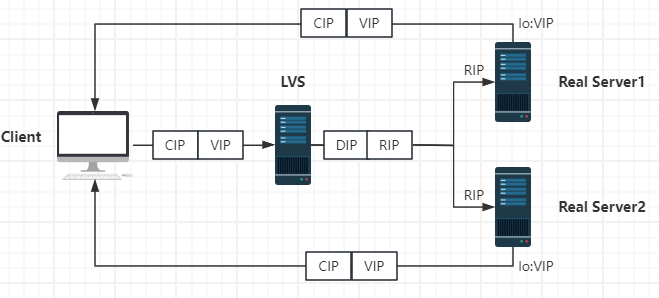 CIP VIP lo:VIP
LVS
RIP Real Server1
Client
CIP VIP DIP RIP
RIP
Real Server2
CIP VIP lo:VIP